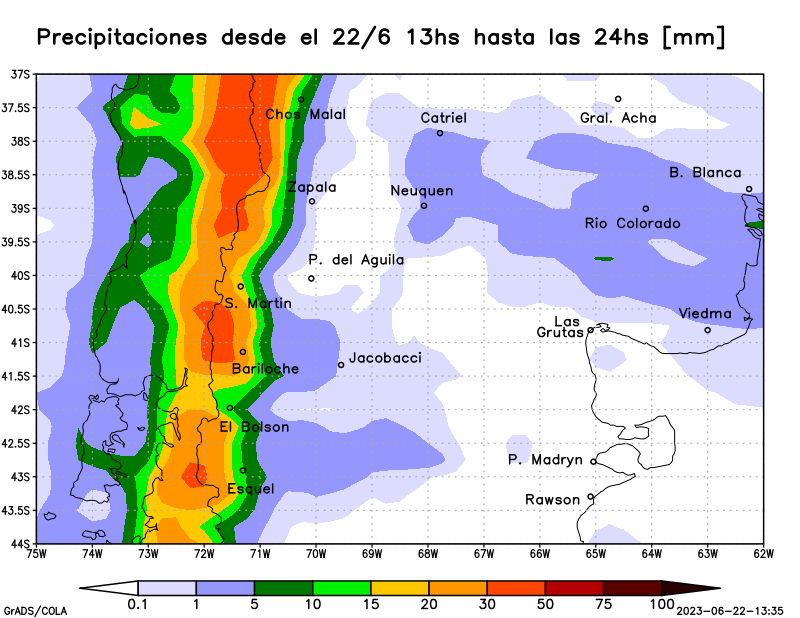 Precipitaciones desde el 22/6 13hs hasta las 24hs [mm]
37S
37.5S
38S
38.5S
39S
39.5S
40S
40.5S
41S
41.5S
42S
42.5S
43S
43.5S
44S
Chos Malal
Catriel
Gral. Acha
B. Blanca
Zapala
Neuquen
Rio Colorado
P. del Aguila
S. Martin
Viedma
Las
Grutas
Bariloche
Jacobacci
El Bolson
P. Madryn
Esquel
Rawson
75W 74W 73W 72W 71W 70W 69W 68W 67W 66W 65W 64W 63W 62W
0.1 1 5 10 15 20 30 50 75 100
GrADS/COLA
2023-06-22-13:35